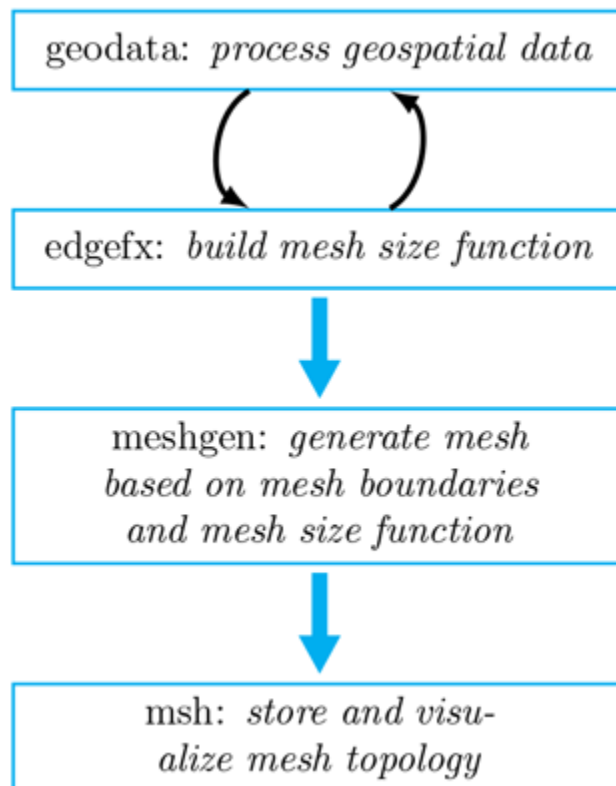 geodata: process geospatial data
edgefx: build mesh size function
meshgen: generate mesh
based on mesh boundaries
and mesh size function
msh: store and visu-
alize mesh topology